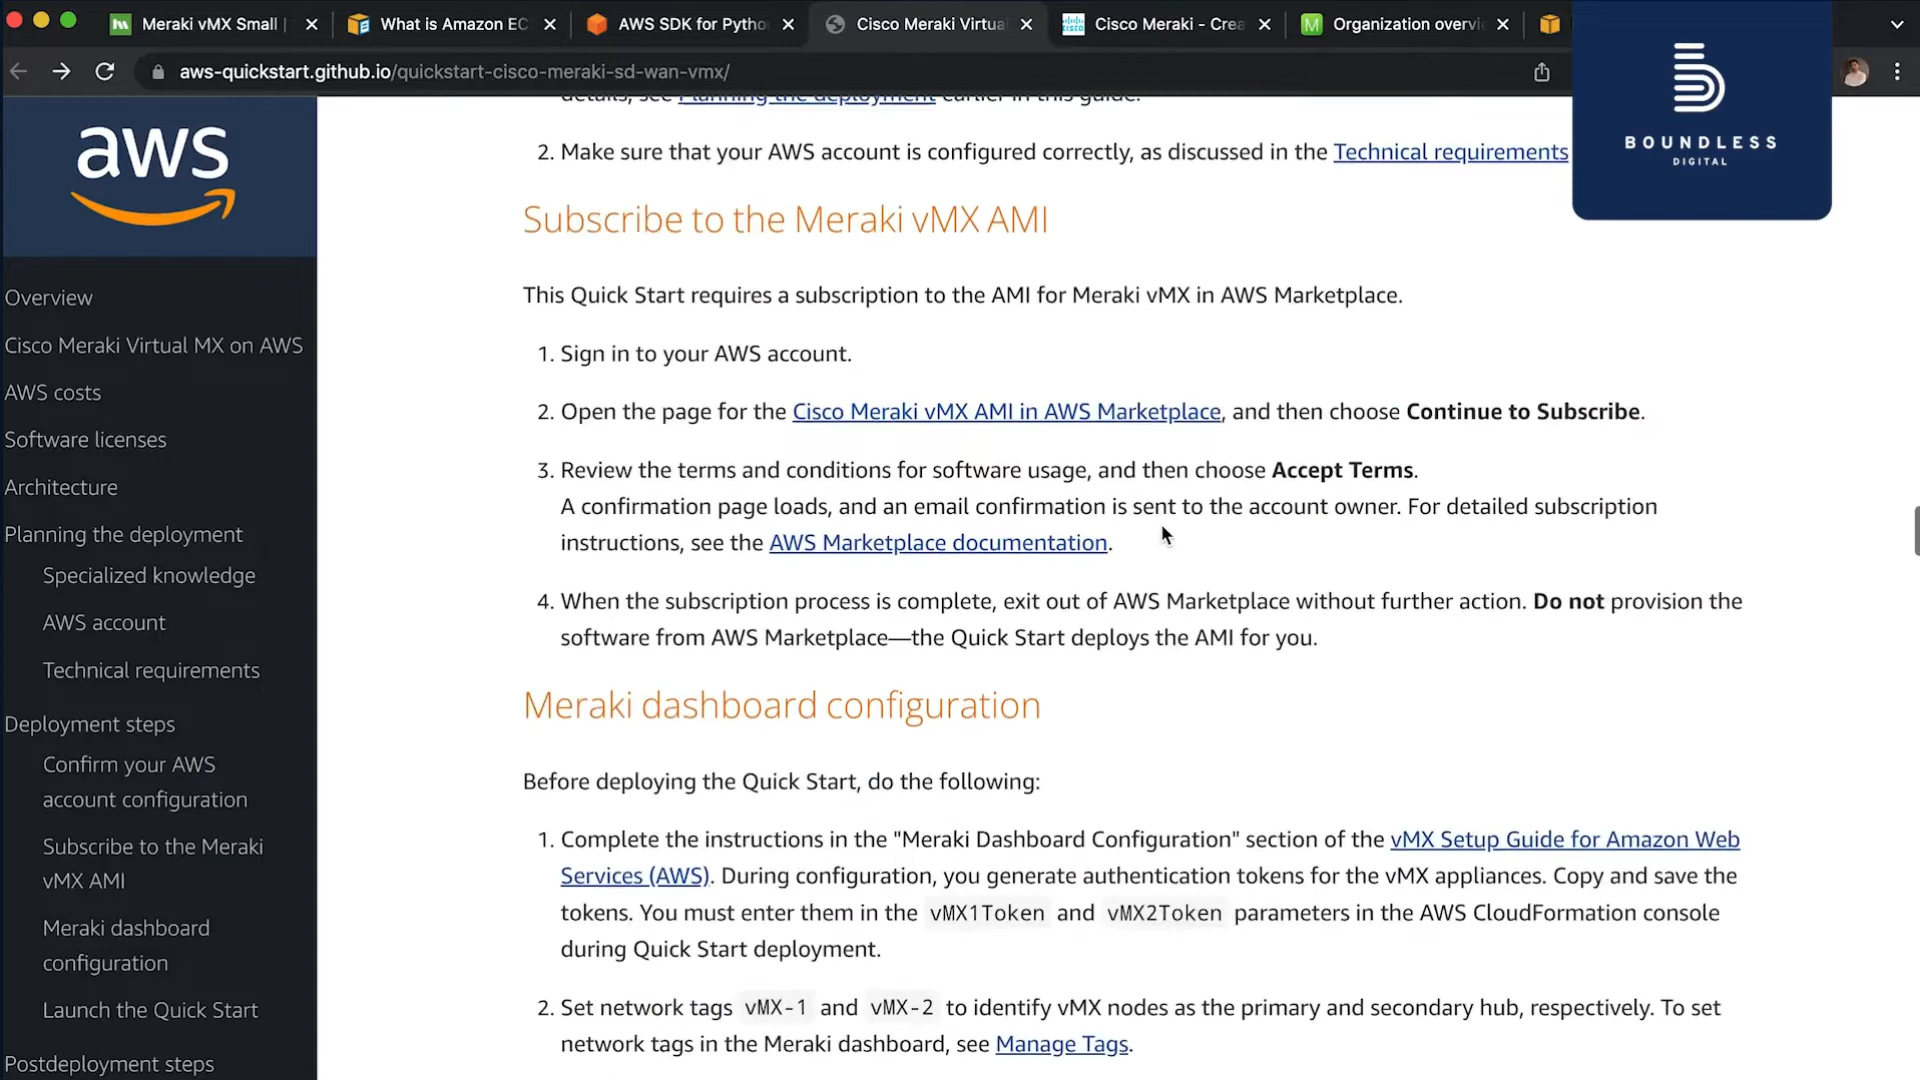 Meraki vMX Small |
What is Amazon EC
AWS SDK for Pytho
Cisco Meraki Virtua
Cisco Meraki - Crea
Organization overvi
aws-quickstart.github.io/quickstart-cisco-meraki-sd-wan-vmx/
BOUNDLESS
DIGITAL
aws
Overview
Cisco Meraki Virtual MX on AWS
AWS costs
Software licenses
Architecture
Planning the deployment
Specialized knowledge
AWS account
Technical requirements
Deployment steps
Confirm your AWS
account configuration
Subscribe to the Meraki
vMX AMI
Meraki dashboard
configuration
Launch the Quick Start
Postdeployment steps
details, see Planning the deployment earlier in this guide.
2. Make sure that your AWS account is configured correctly, as discussed in the Technical requirements
Subscribe to the Meraki vMX AMI
This Quick Start requires a subscription to the AMI for Meraki vMX in AWS Marketplace.
1. Sign in to your AWS account.
2. Open the page for the Cisco Meraki vMX AMI in AWS Marketplace, and then choose Continue to Subscribe.
3. Review the terms and conditions for software usage, and then choose Accept Terms.
A confirmation page loads, and an email confirmation is sent to the account owner. For detailed subscription
instructions, see the AWS Marketplace documentation.
4. When the subscription process is complete, exit out of AWS Marketplace without further action. Do not provision the
software from AWS Marketplace—the Quick Start deploys the AMI for you.
Meraki dashboard configuration
Before deploying the Quick Start, do the following:
1. Complete the instructions in the "Meraki Dashboard Configuration" section of the vMX Setup Guide for Amazon Web
Services (AWS). During configuration, you generate authentication tokens for the vMX appliances. Copy and save the
tokens. You must enter them in the vMX1Token and vMX2Token parameters in the AWS CloudFormation console
during Quick Start deployment.
2. Set network tags vMX-1 and vMX-2 to identify vMX nodes as the primary and secondary hub, respectively. To set
network tags in the Meraki dashboard, see Manage Tags.